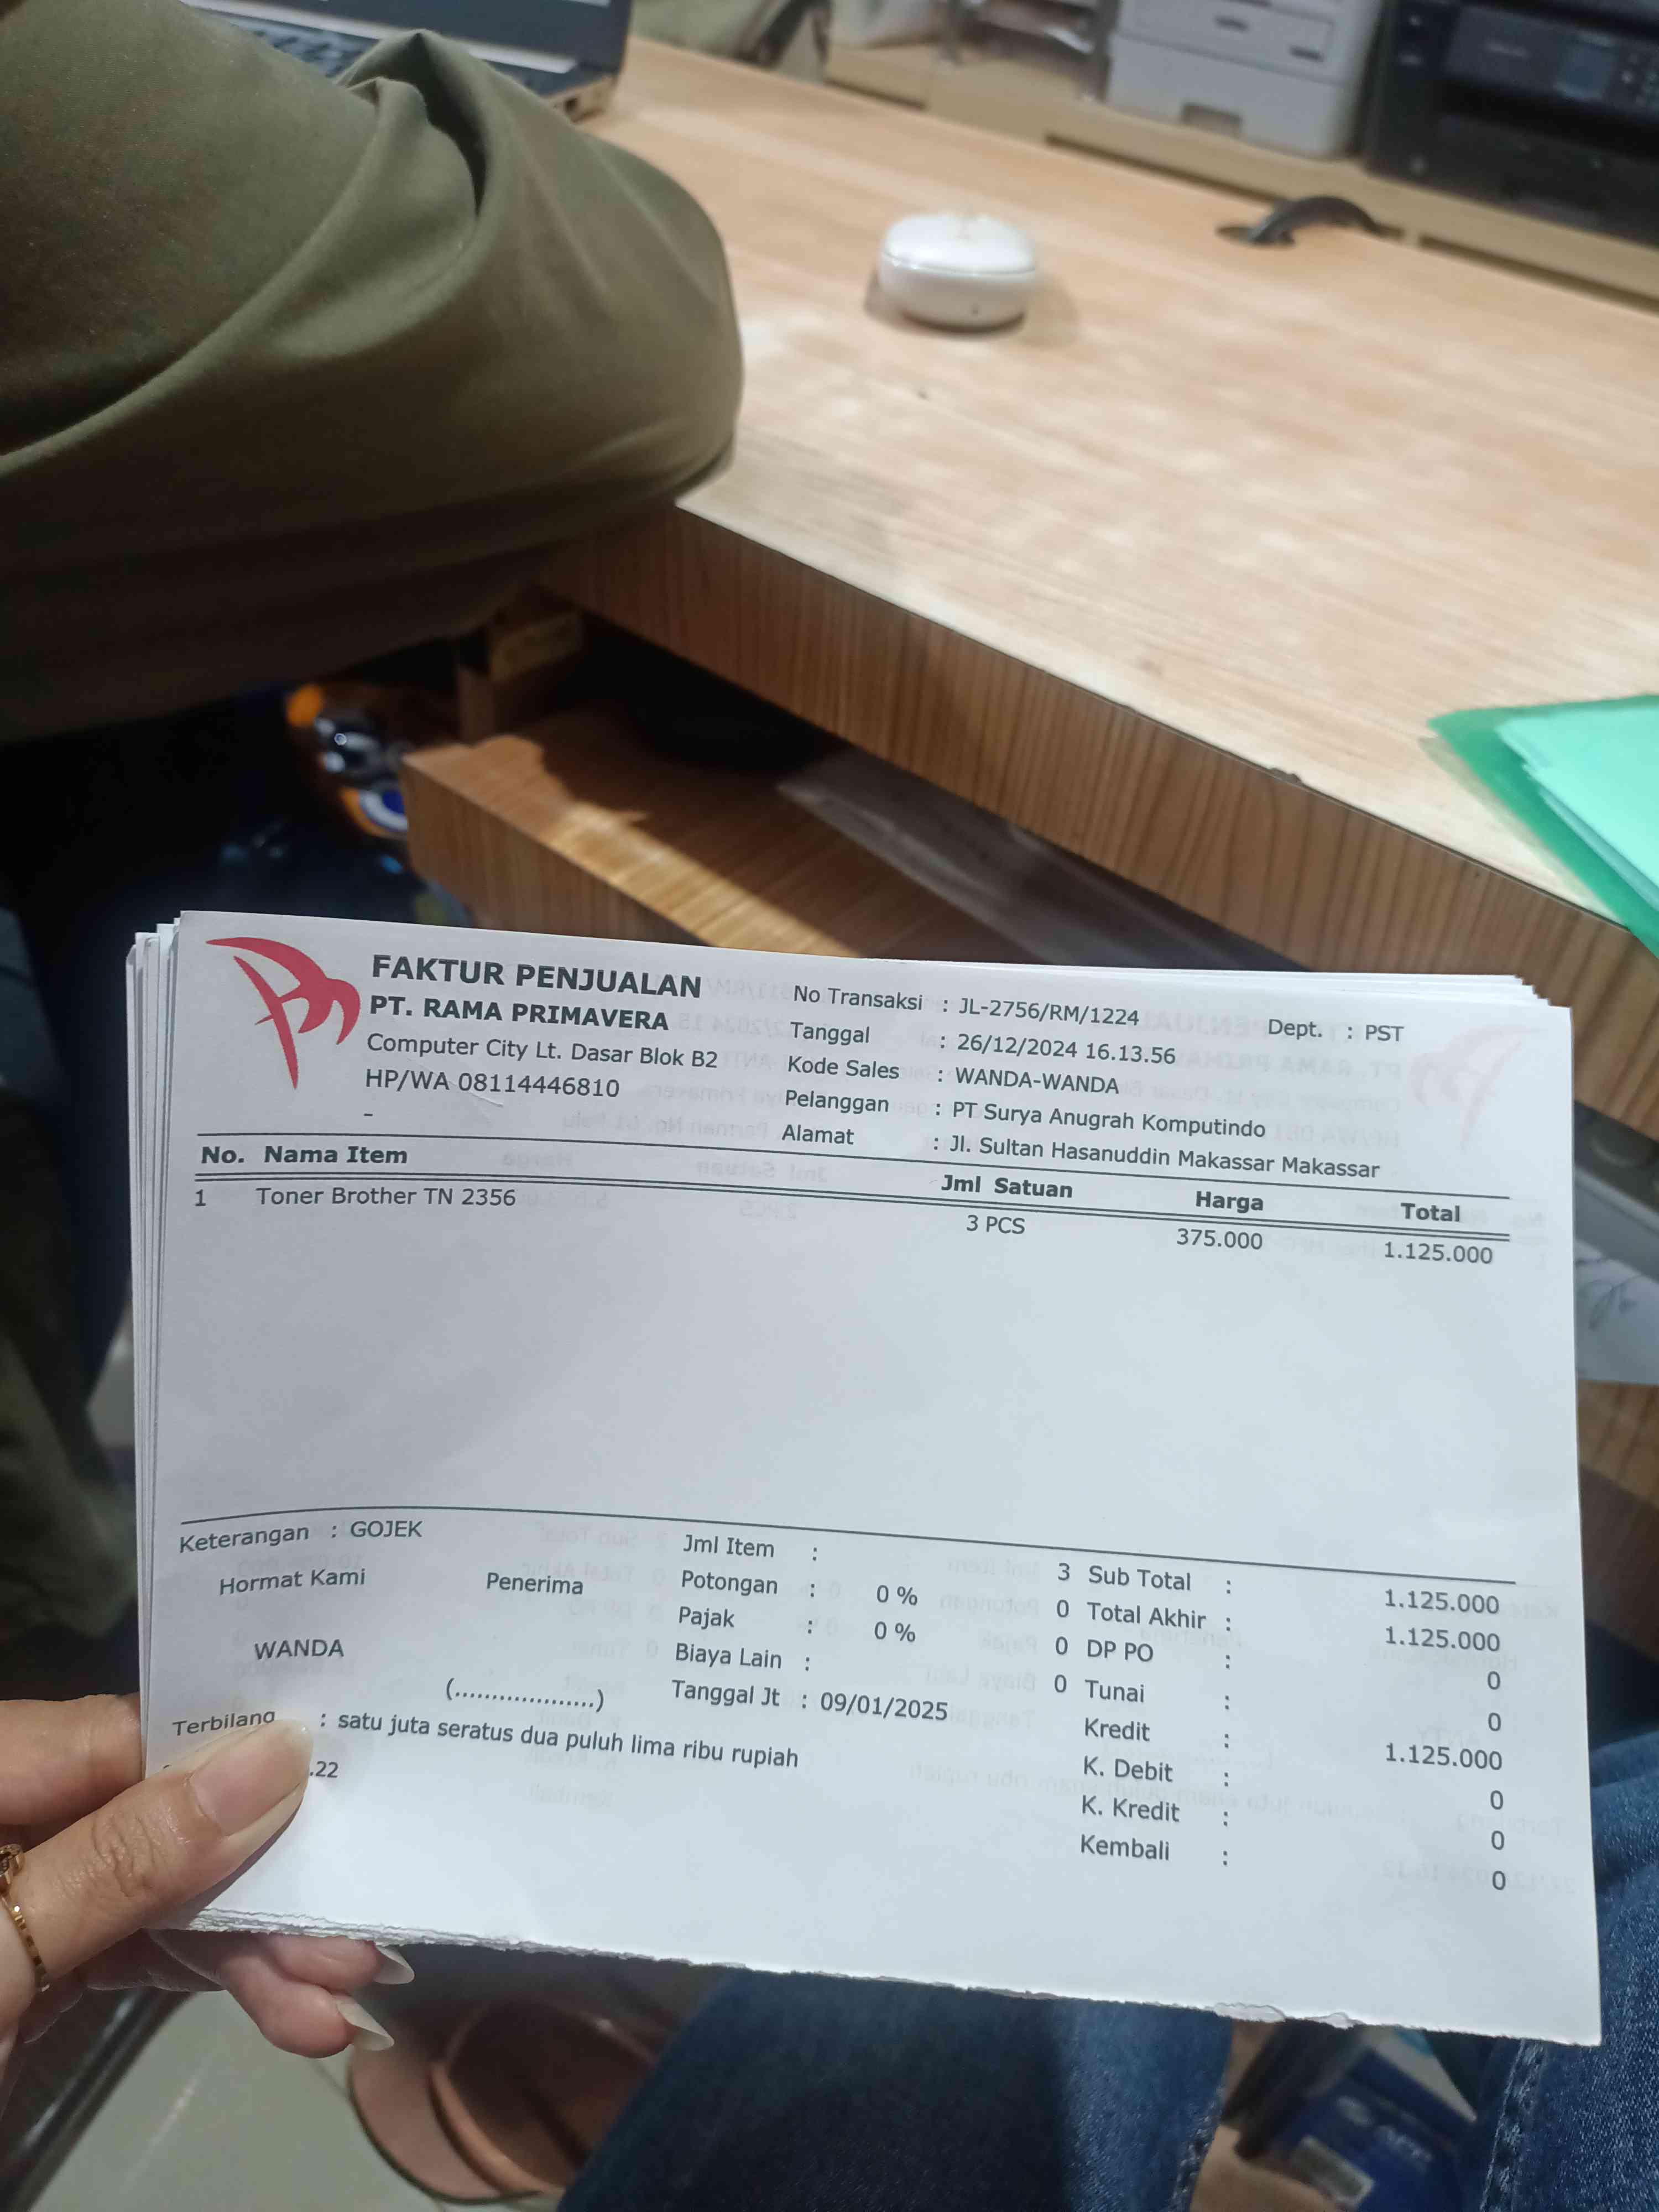 FAKTUR PENJUALAN
PT. RAMA PRIMAVERA
Computer City Lt. Dasar Blok B2
HP/WA 08114446810
-
No Transaksi : JL-2756/RM/1224
Dept. : PST
Tanggal : 26/12/2024 16.13.56
Kode Sales : WANDA-WANDA
Pelanggan : PT Surya Anugrah Komputindo
Alamat : Jl. Sultan Hasanuddin Makassar Makassar
No. Nama Item Jml Satuan Harga Total
1 Toner Brother TN 2356 3 PCS 375.000 1.125.000
Keterangan : GOJEK
Hormat Kami
Penerima
WANDA
(...................)
Jml Item : 3
Potongan : 0 % 0
Pajak : 0 % 0
Biaya Lain : 0
Tanggal Jt : 09/01/2025
Sub Total : 1.125.000
Total Akhir : 1.125.000
DP PO : 0
Tunai : 0
Kredit : 1.125.000
K. Debit : 0
K. Kredit : 0
Kembali : 0
Terbilang : satu juta seratus dua puluh lima ribu rupiah
.22